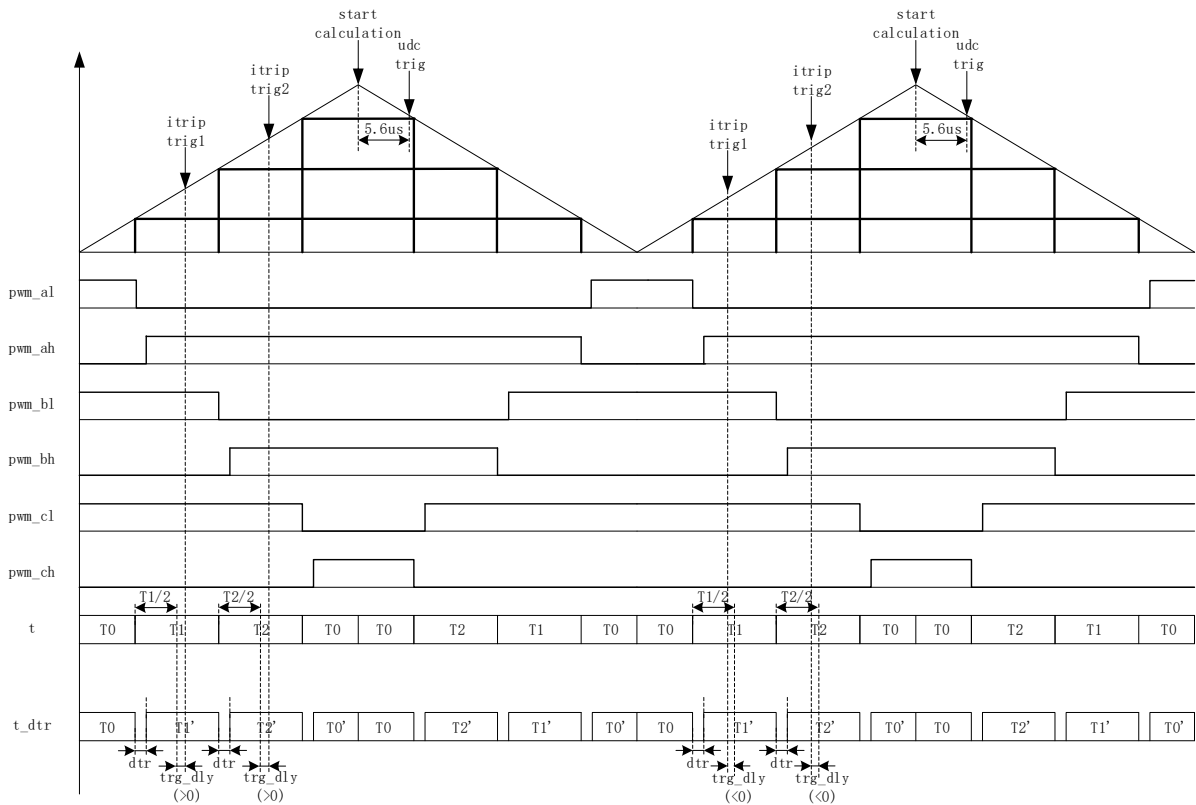 start
calculation
udc
trig
itrip
trig2
itrip
trig1
5.6us
start
calculation
udc
trig
itrip
trig2
itrip
trig1
5.6us
pwm_al
pwm_ah
pwm_bl
pwm_bh
pwm_cl
pwm_ch
T1/2 T2/2 T1/2 T2/2
t T0 T1 T2 T0 T0 T2 T1 T0 T0 T1 T2 T0 T0 T2 T1 T0
t_dtr T0 T1' T2' T0' T0 T2' T1' T0' T0 T1' T2' T0' T0 T2' T1' T0'
dtr dtr dtr dtr
trg_dly trg_dly trg_dly trg_dly
(>0) (>0) (<0) (<0)